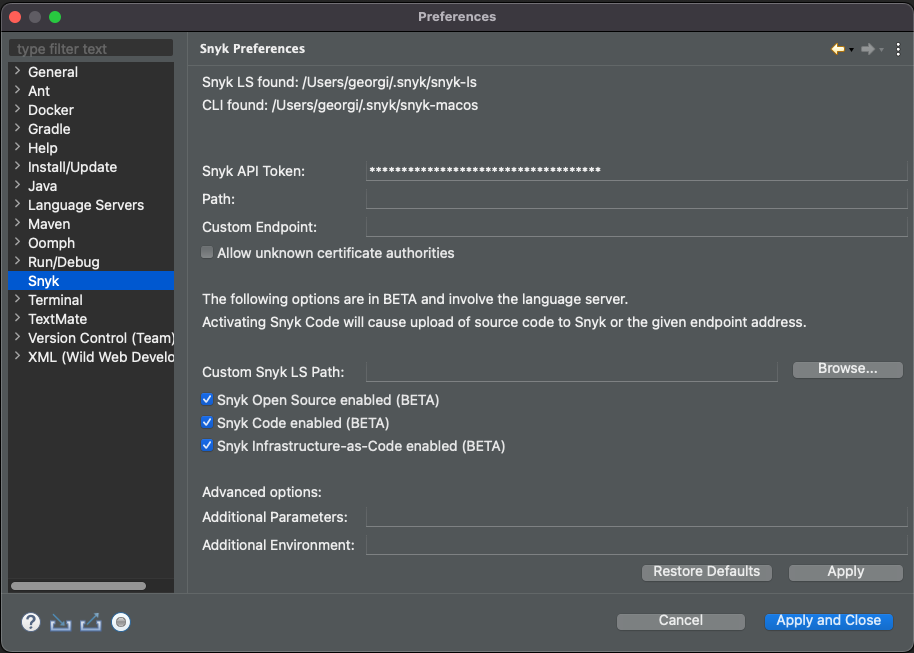 Preferences
type filter text
General
Ant
Docker
Gradle
Help
Install/Update
Java
Language Servers
Maven
Oomph
Run/Debug
Snyk
Terminal
TextMate
Version Control (Team)
XML (Wild Web Develo
Snyk Preferences
Snyk LS found: /Users/georgi/.snyk/snyk-ls
CLI found: /Users/georgi/.snyk/snyk-macos
Snyk API Token: ************************************
Path:
Custom Endpoint:
Allow unknown certificate authorities
The following options are in BETA and involve the language server.
Activating Snyk Code will cause upload of source code to Snyk or the given endpoint address.
Custom Snyk LS Path: Browse...
Snyk Open Source enabled (BETA)
Snyk Code enabled (BETA)
Snyk Infrastructure-as-Code enabled (BETA)
Advanced options:
Additional Parameters:
Additional Environment:
Restore Defaults Apply
? Cancel Apply and Close